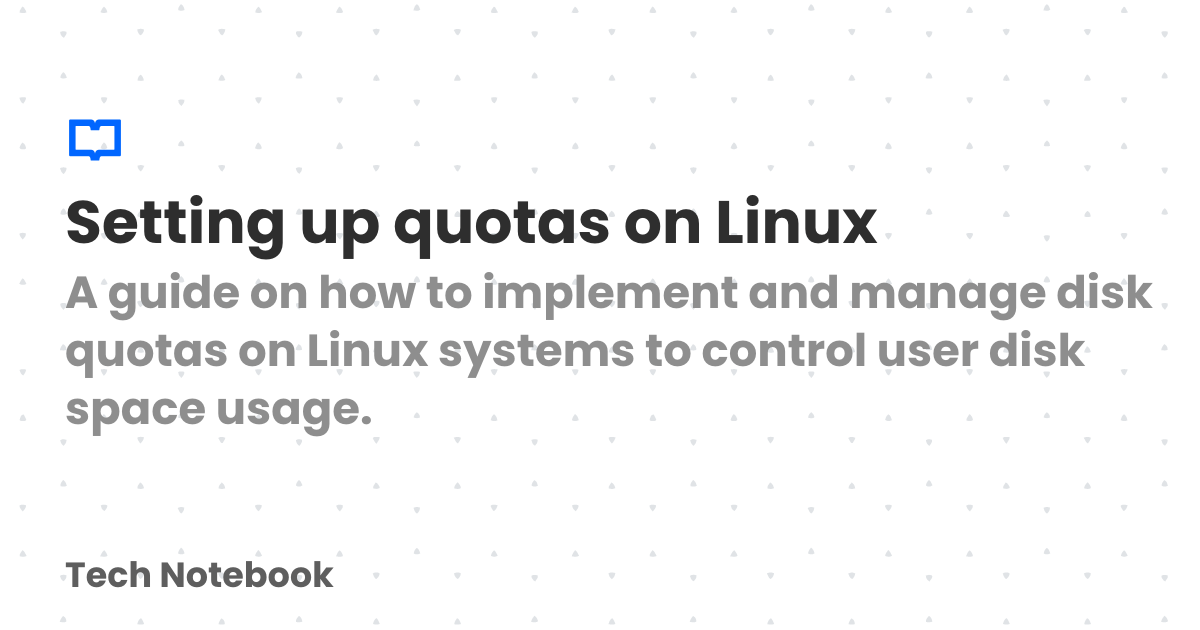 Setting up quotas on Linux
A guide on how to implement and manage disk
quotas on Linux systems to control user disk
space usage.
Tech Notebook